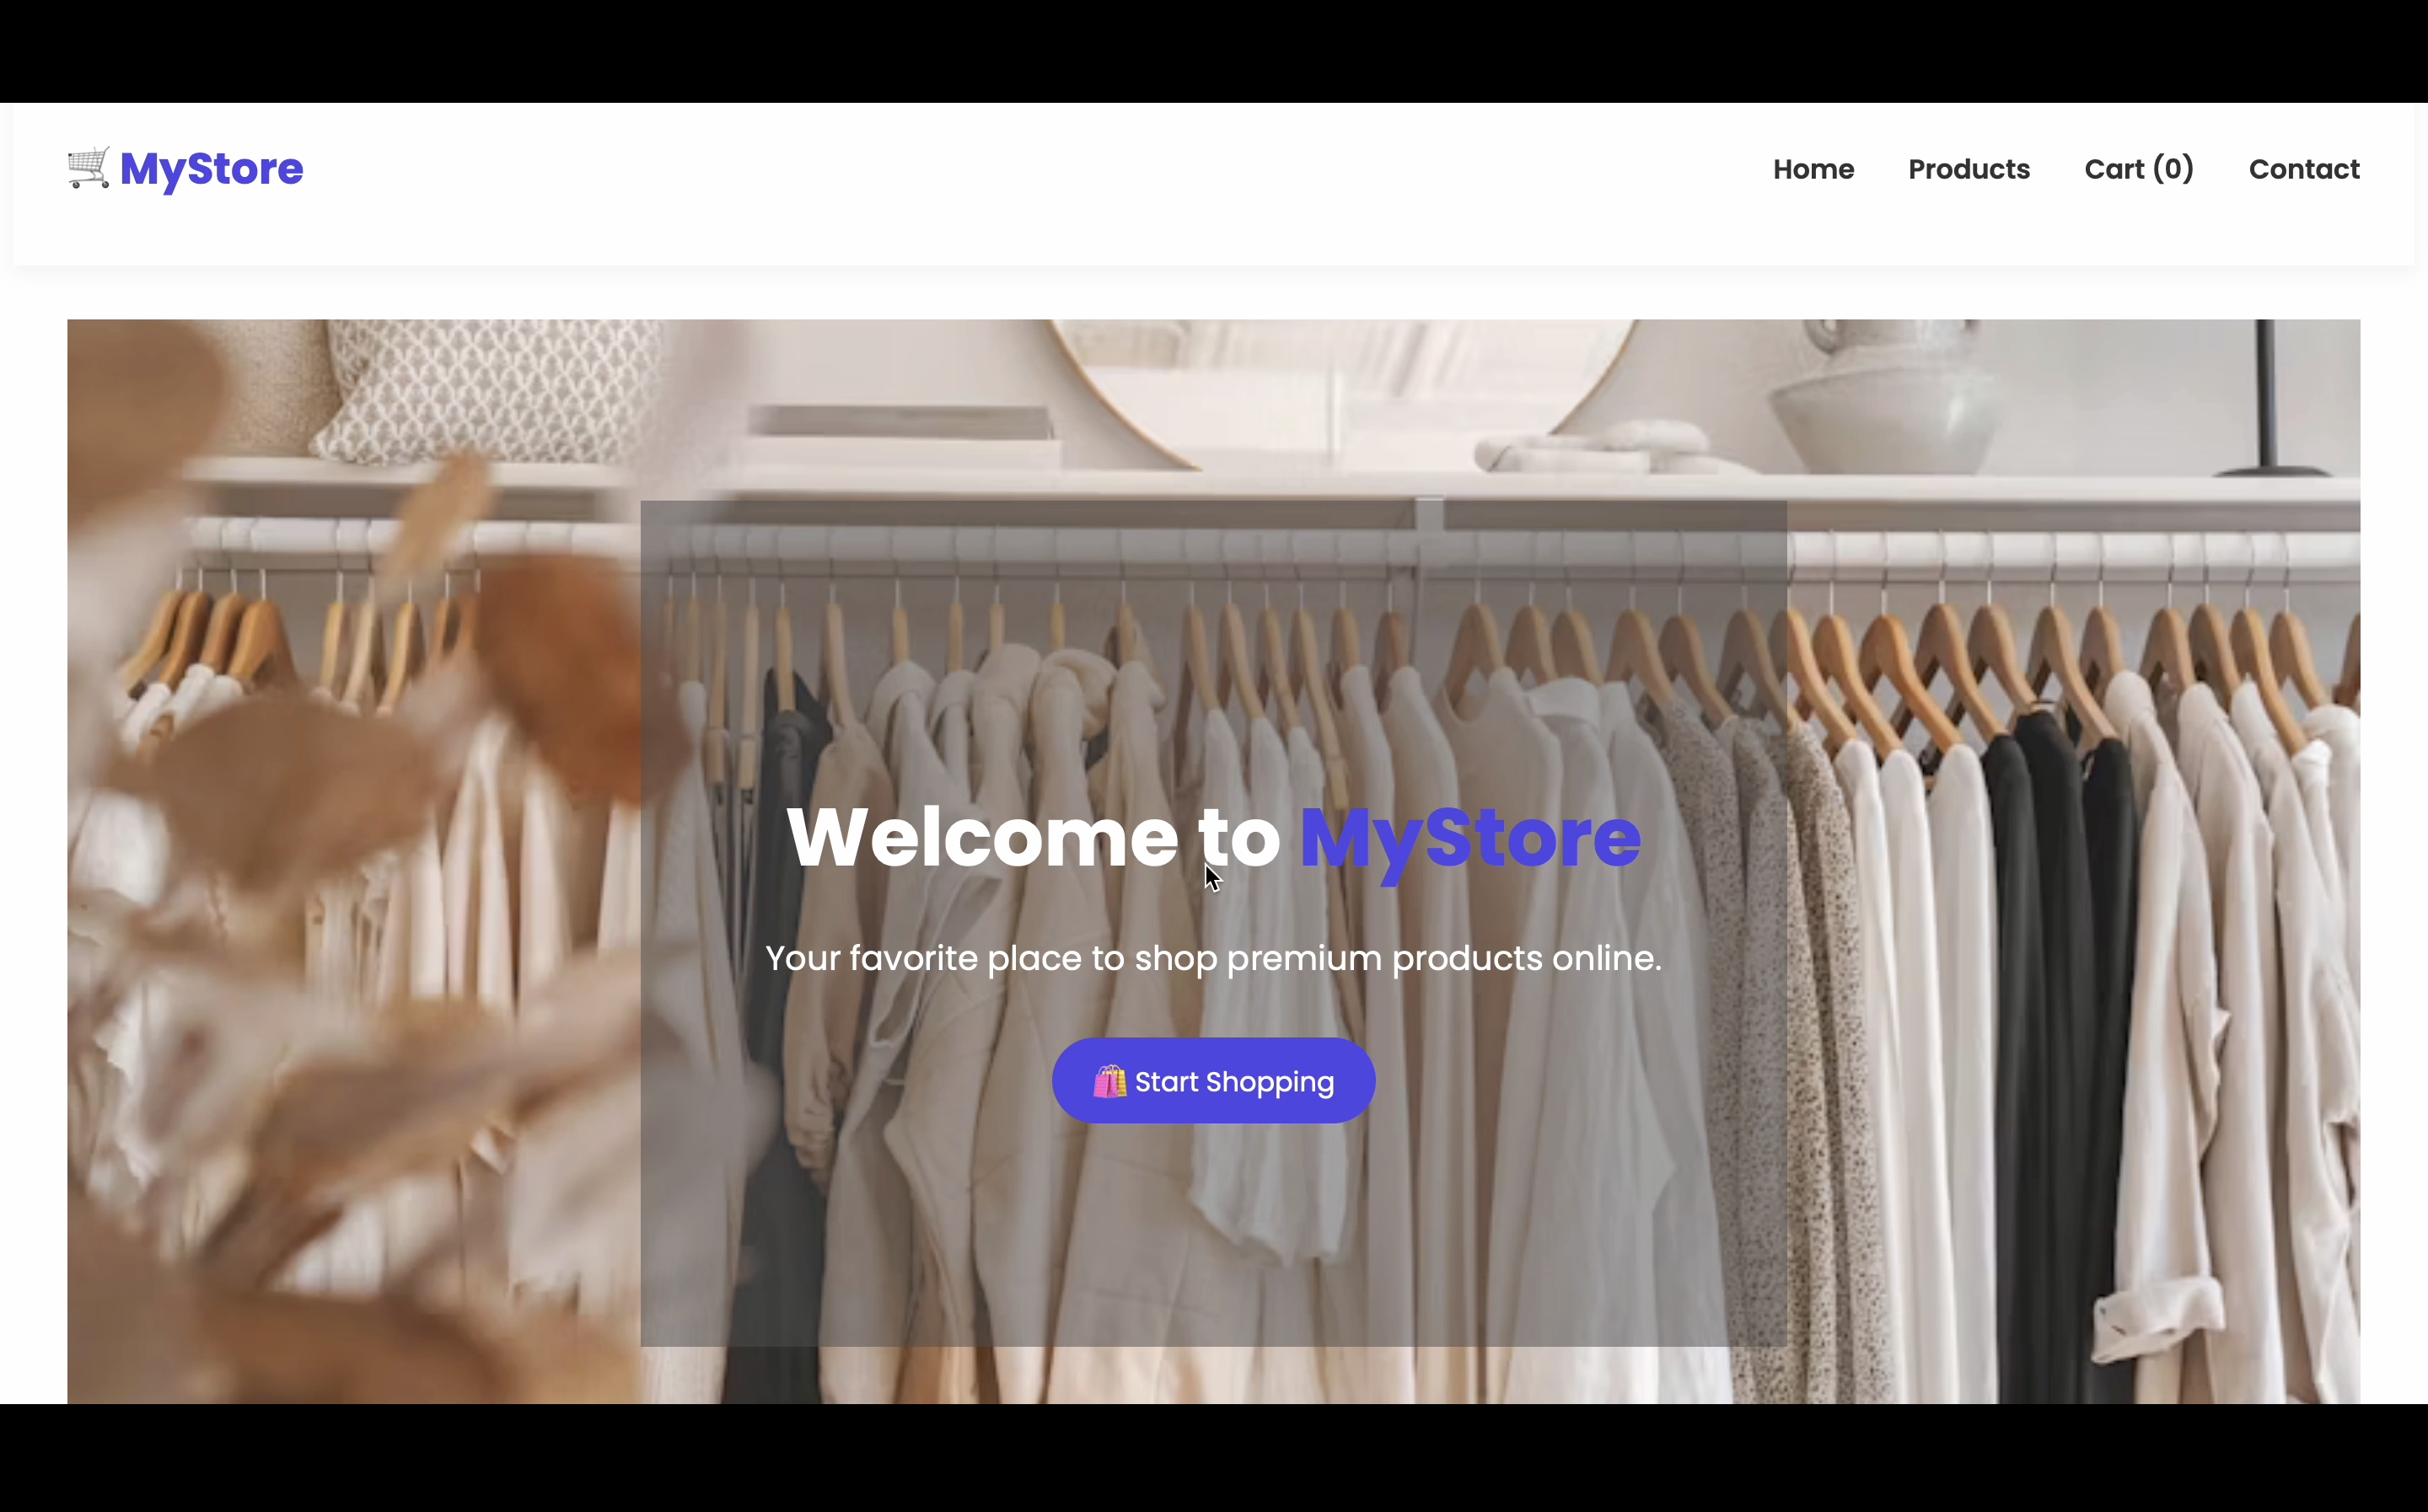 MyStore
Home Products Cart (0) Contact
Welcome to MyStore
Your favorite place to shop premium products online.
Start Shopping